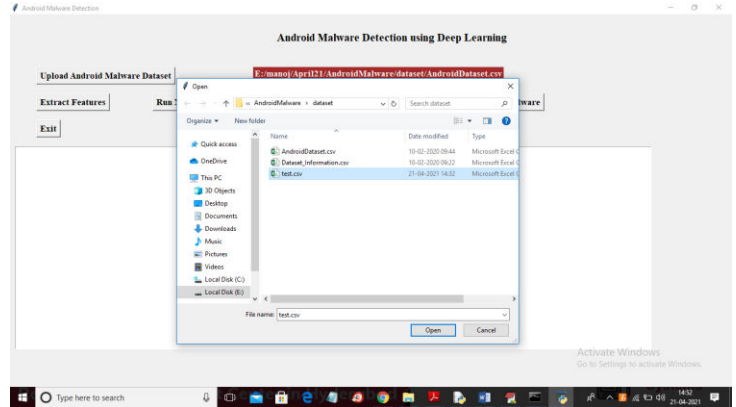 Android Malware Detection
Android Malware Detection using Deep Learning
Upload Android Malware Dataset
E:/manoj/April21/AndroidMalware/dataset/AndroidDataset.csv
Extract Features
Run
ware
Exit
Open
« AndroidMalware › dataset
Search dataset
Organize
New folder
Name
Date modified
Type
Quick access
OneDrive
This PC
3D Objects
Desktop
Documents
Downloads
Music
Pictures
Videos
Local Disk (C:)
Local Disk (E:)
AndroidDataset.csv
10-02-2020 09:44
Microsoft Excel C
Dataset_Information.csv
10-02-2020 09:22
Microsoft Excel C
test.csv
21-04-2021 14:32
Microsoft Excel C
File name:
test.csv
Open
Cancel
Activate Windows
Go to Settings to activate Windows.
Type here to search
14:52
21-04-2021